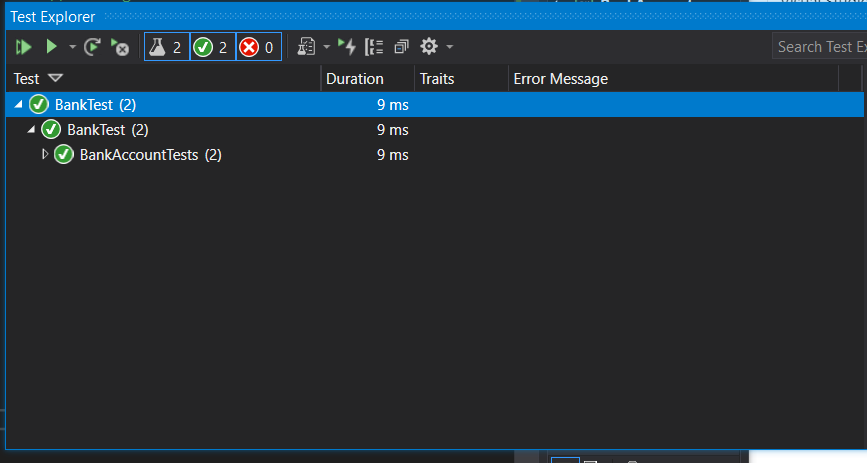 Test Explorer
2 2 0 Search Test Ex
Test Duration Traits Error Message
BankTest (2) 9 ms
BankTest (2) 9 ms
BankAccountTests (2) 9 ms